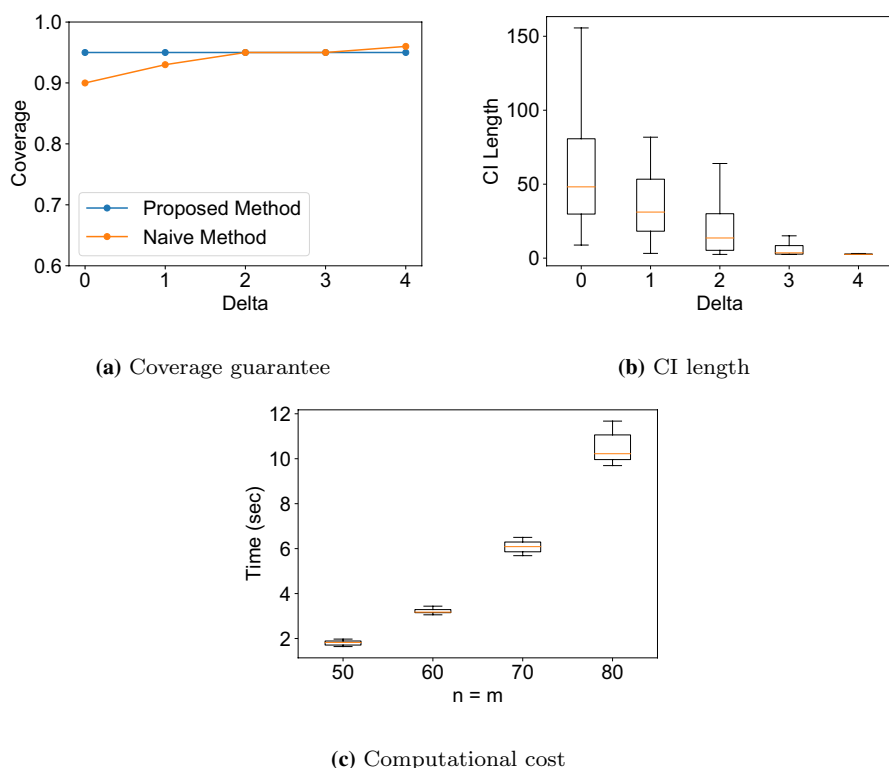 1.0
0.9
0.8
0.7
0.6
Coverage
Proposed Method
Naive Method
0 1 2 3 4
Delta
(a) Coverage guarantee
150
100
50
0
CI Length
0 1 2 3 4
Delta
(b) CI length
12
10
8
6
4
2
Time (sec)
50 60 70 80
n = m
(c) Computational cost